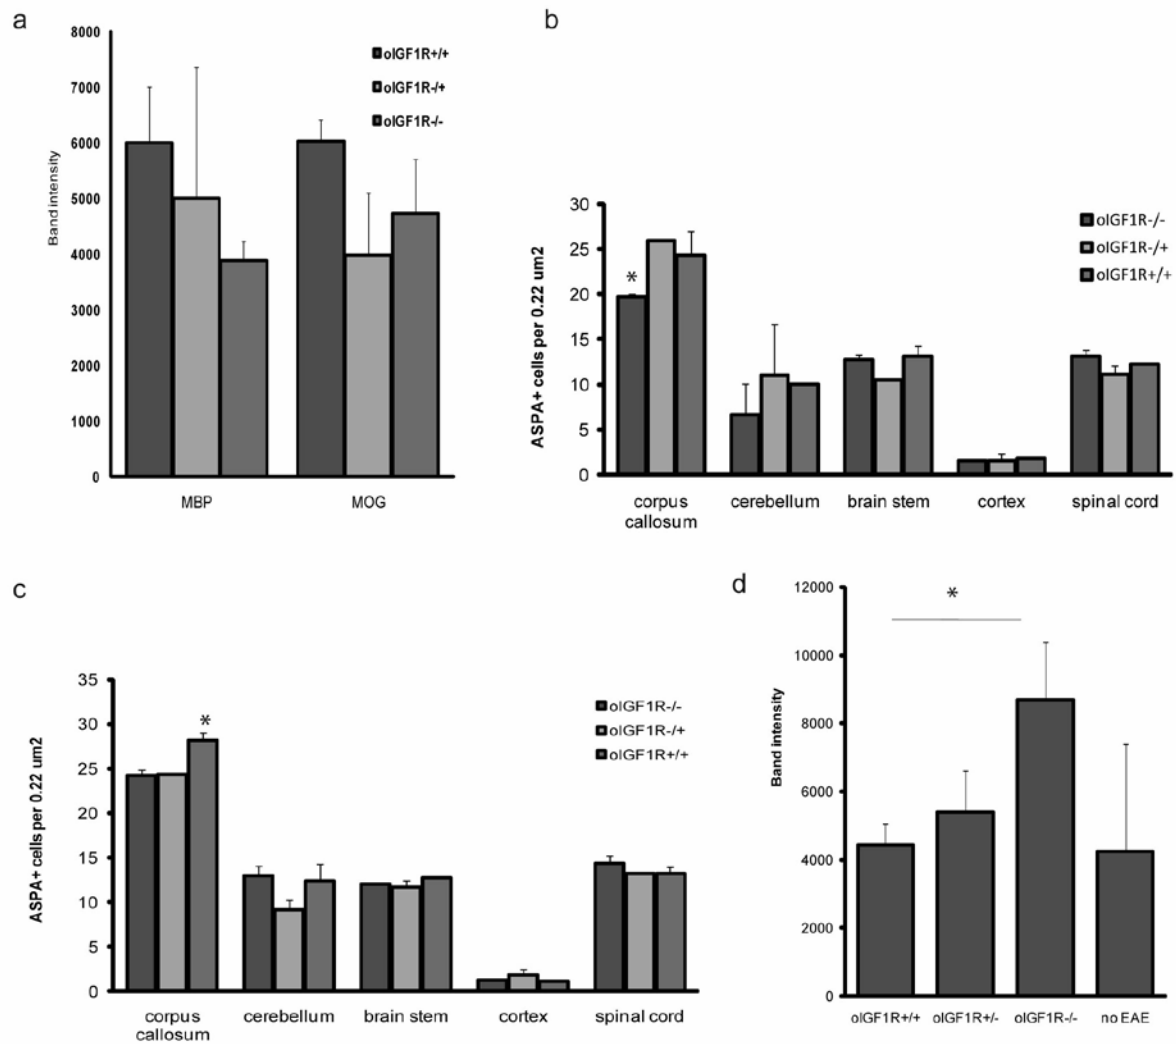 a
8000
7000
6000
5000
4000
3000
2000
1000
0
Band intensity
oIGF1R+/+
oIGF1R-/+
oIGF1R-/-
MBP MOG
b
30
25
20
15
10
5
0
ASPA+ cells per 0.22 um2
*
oIGF1R-/-
oIGF1R-/+
oIGF1R+/+
corpus callosum cerebellum brain stem cortex spinal cord
c
35
30
25
20
15
10
5
0
ASPA+ cells per 0.22 um2
*
oIGF1R-/-
oIGF1R-/+
oIGF1R+/+
corpus callosum cerebellum brain stem cortex spinal cord
d
12000
10000
8000
6000
4000
2000
0
Band intensity
*
oIGF1R+/+ oIGF1R+/- oIGF1R-/- no EAE